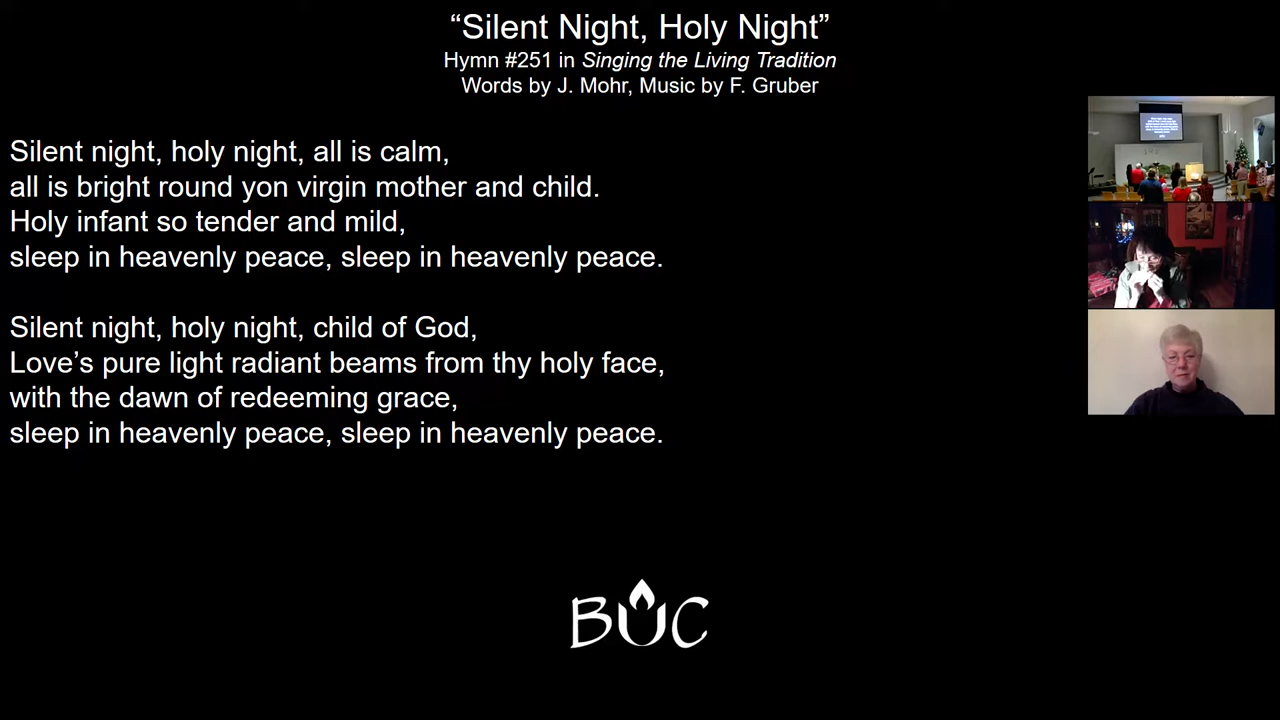 “Silent Night, Holy Night”
Hymn #251 in Singing the Living Tradition
Words by J. Mohr, Music by F. Gruber
Silent night, holy night, all is calm,
all is bright round yon virgin mother and child.
Holy infant so tender and mild,
sleep in heavenly peace, sleep in heavenly peace.
Silent night, holy night, child of God,
Love’s pure light radiant beams from thy holy face,
with the dawn of redeeming grace,
sleep in heavenly peace, sleep in heavenly peace.
BUC